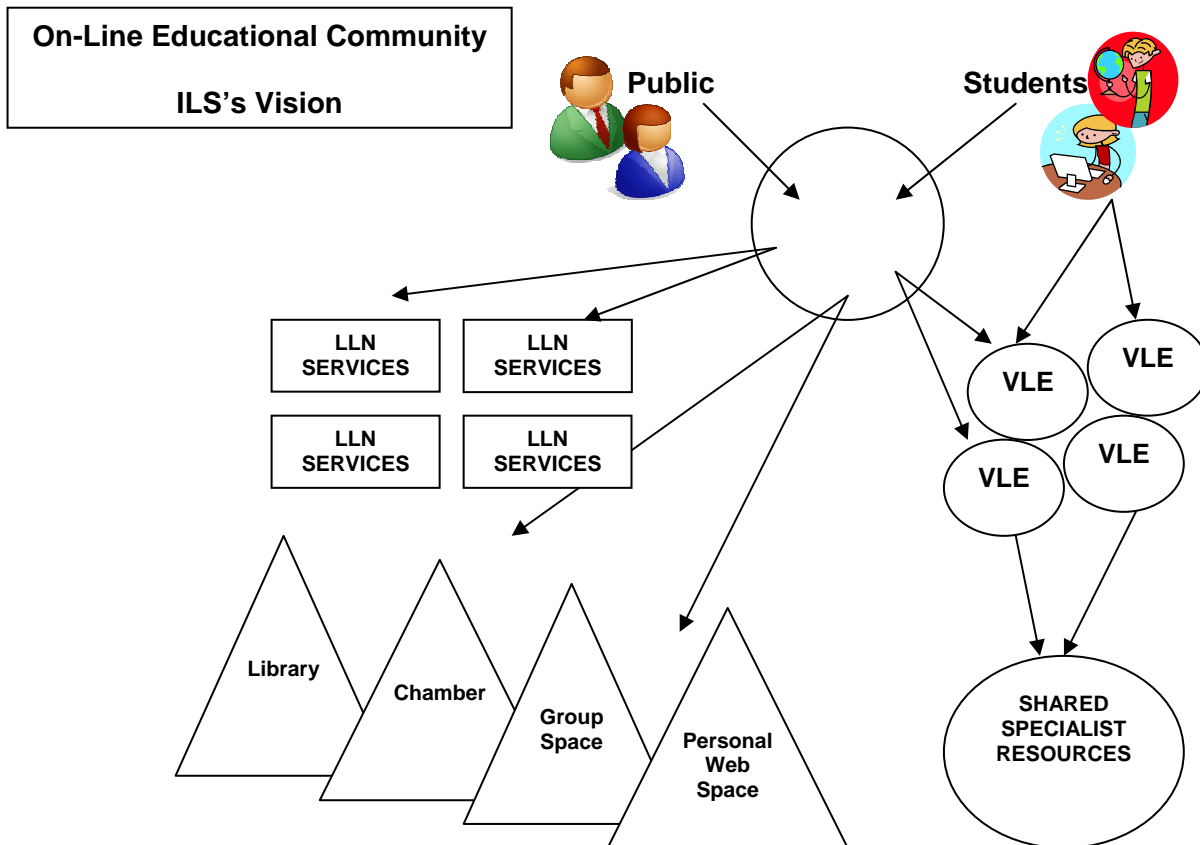 On-Line Educational Community
ILS's Vision
Public
Students
LLN
SERVICES
LLN
SERVICES
LLN
SERVICES
LLN
SERVICES
VLE
VLE
VLE
VLE
Library
Chamber
Group
Space
Personal
Web
Space
SHARED
SPECIALIST
RESOURCES